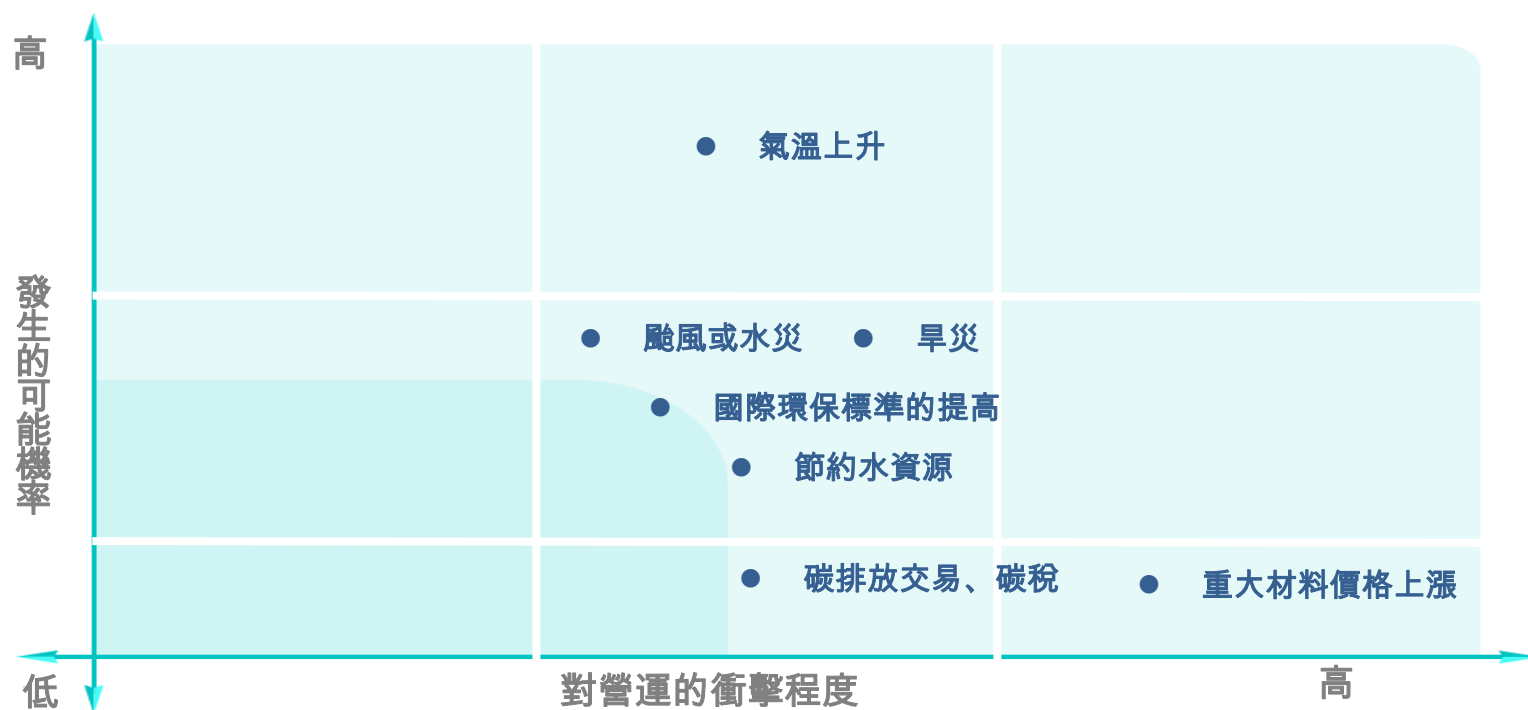 高
氣溫上升
發生的可能機率
颱風或水災
旱災
國際環保標準的提高
節約水資源
碳排放交易、碳稅
重大材料價格上漲
低
對營運的衝擊程度
高